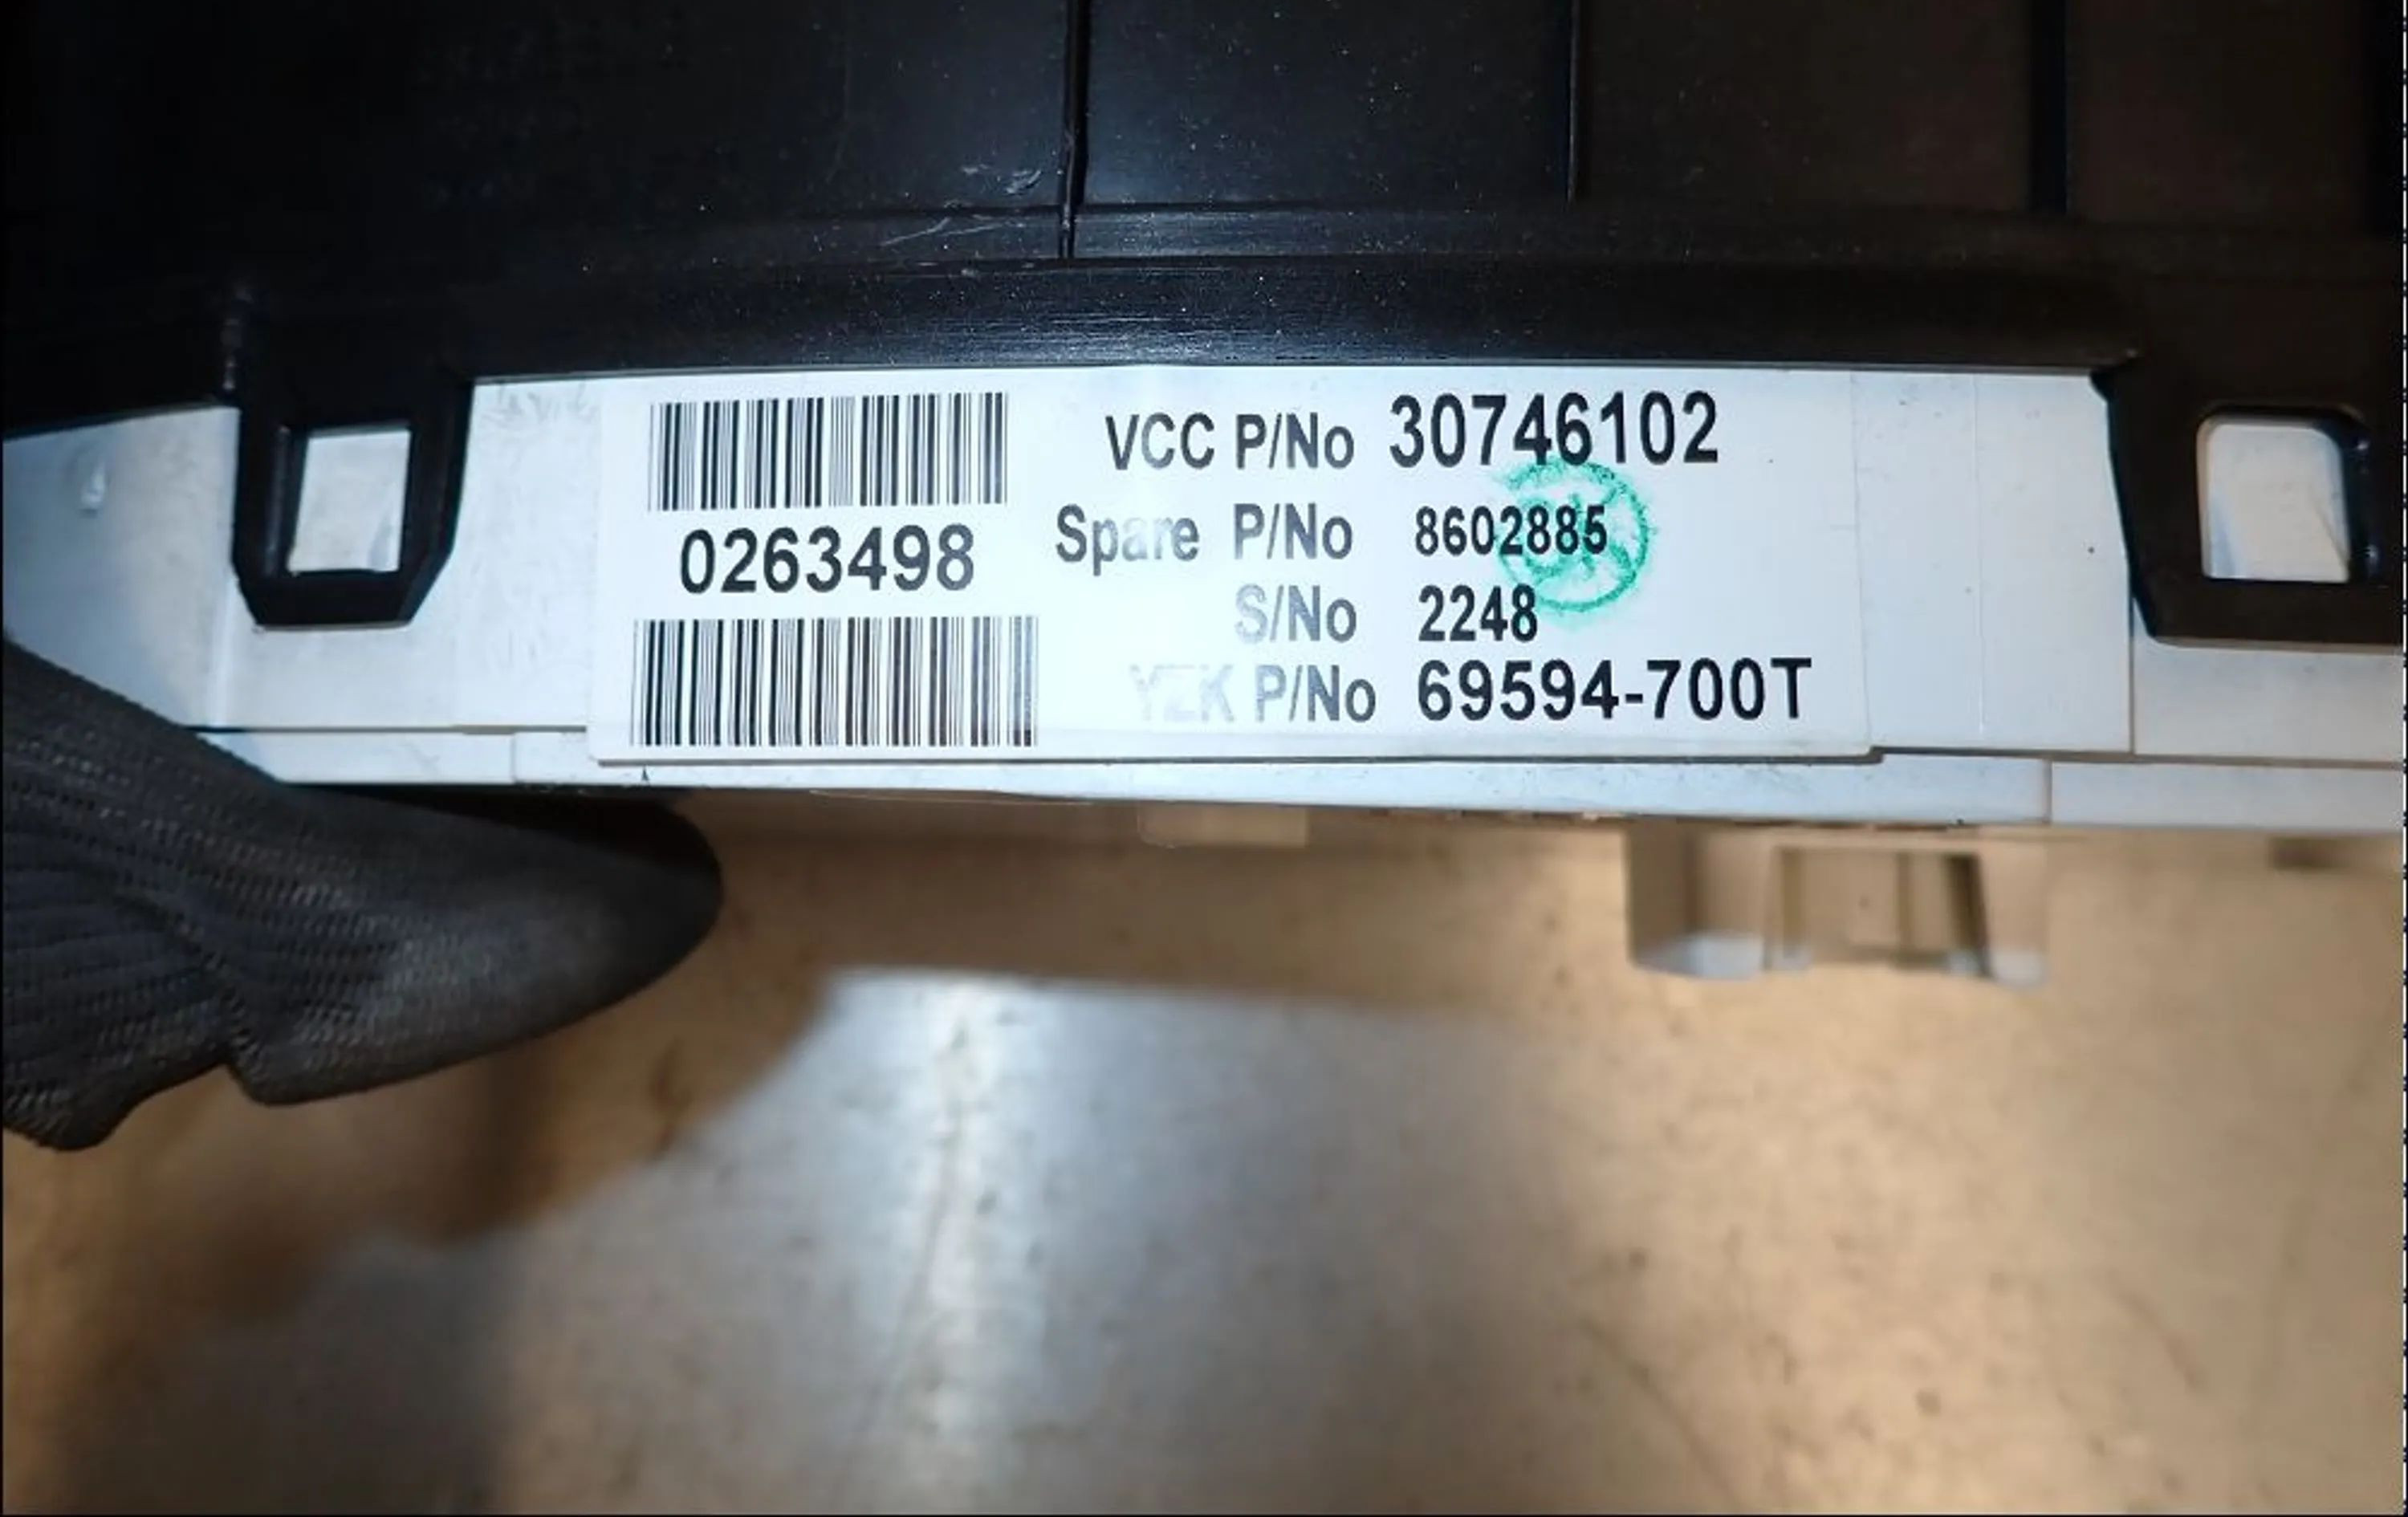 VCC P/No 30746102
0263498
Spare P/No 8602885
S/No 2248
P/No 69594-700T